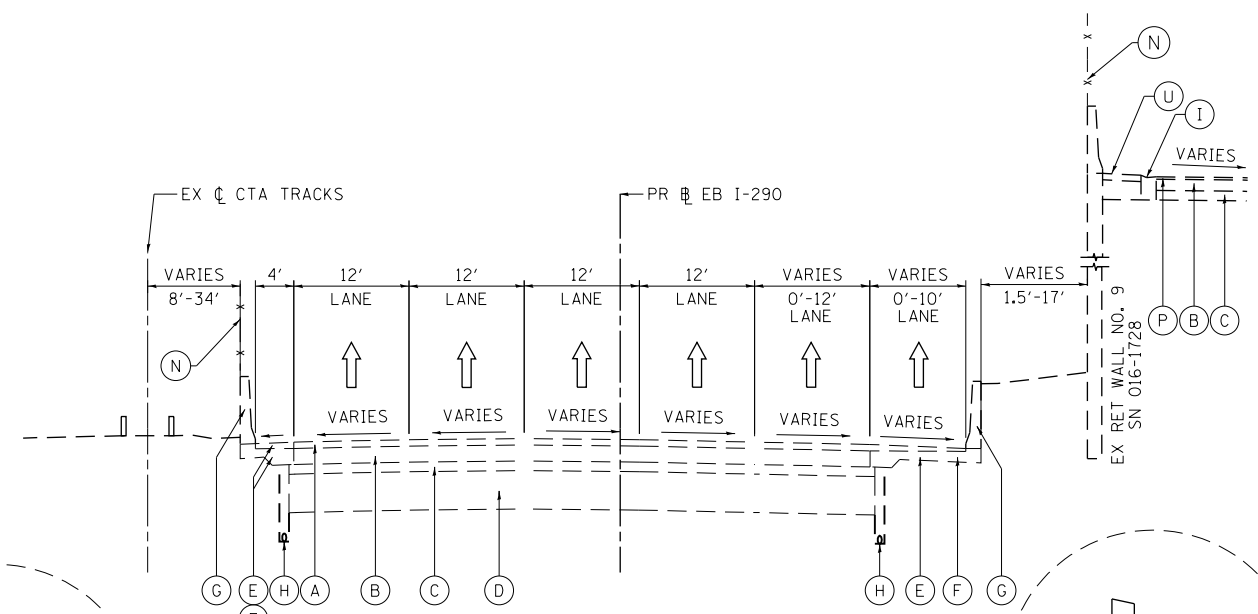 N
U
I
VARIES
EX ℄ CTA TRACKS
PR B EB I-290
VARIES 4' 12' 12' 12' 12' VARIES VARIES VARIES
8'-34' LANE LANE LANE LANE 0'-12' 0'-10' 1.5'-17'
LANE LANE
P B C
EX RET WALL NO. 9
SN 016-1728
N
VARIES VARIES VARIES VARIES VARIES VARIES
G E H A B C D H E F G